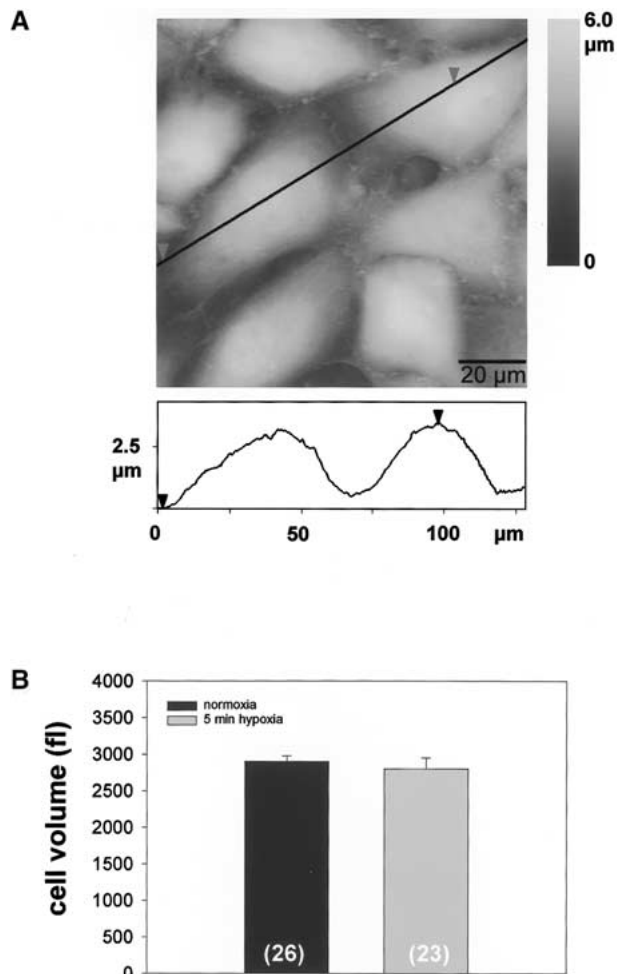 A
6.0
µm
0
20 µm
2.5
µm
0 50 100 µm
B
4000
3500
3000
2500
2000
1500
1000
500
0
cell volume (fl)
normoxia
5 min hypoxia
(26) (23)